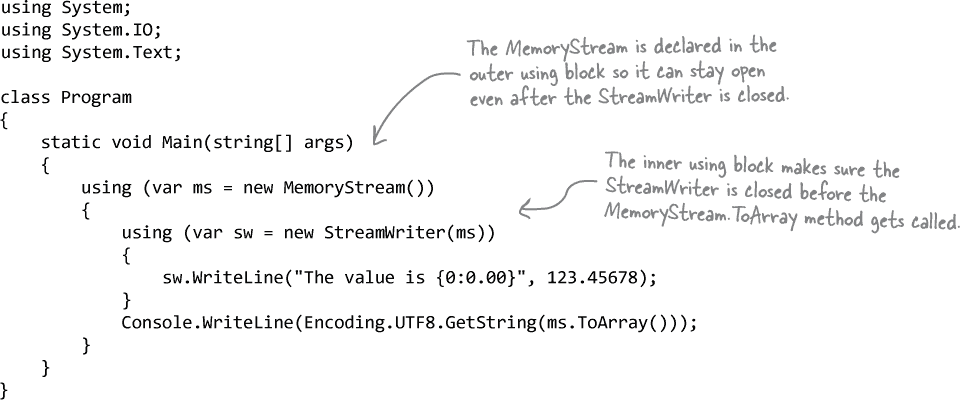 using System;
using System.IO;
using System.Text;
The MemoryStream is declared in the
outer using block so it can stay open
even after the StreamWriter is closed.
class Program
{
    static void Main(string[] args)
    {
        using (var ms = new MemoryStream())
        {
The inner using block makes sure the
StreamWriter is closed before the
MemoryStream.ToArray method gets called.
            using (var sw = new StreamWriter(ms))
            {
                sw.WriteLine("The value is {0:0.00}", 123.45678);
            }
            Console.WriteLine(Encoding.UTF8.GetString(ms.ToArray()));
        }
    }
}